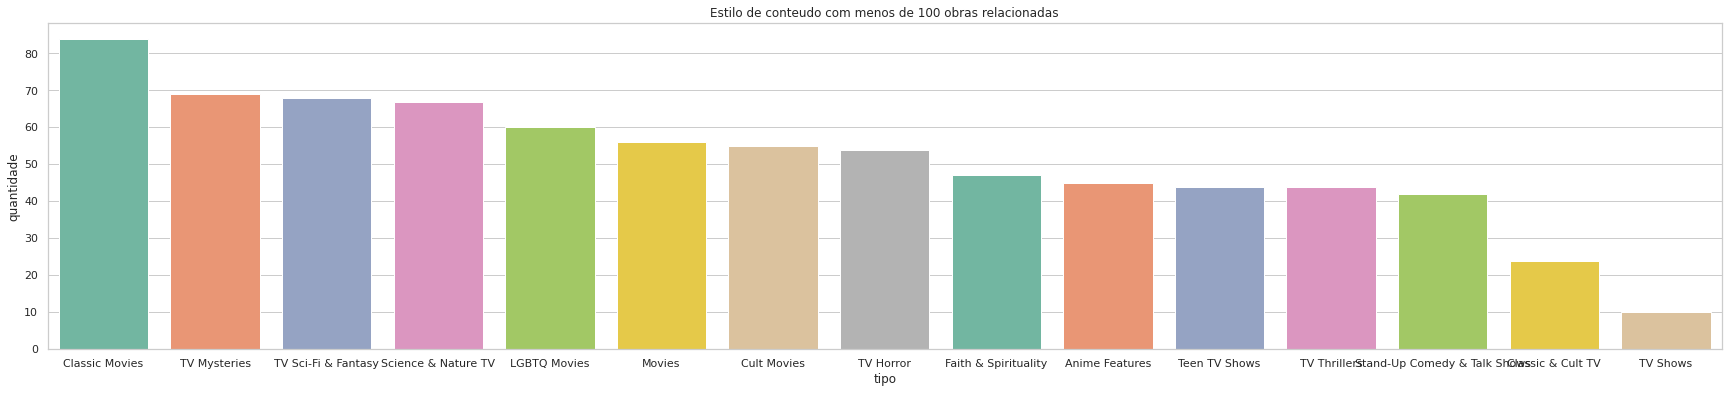 Estilo de conteudo com menos de 100 obras relacionadas
quantidade
80
70
60
50
40
30
20
10
0
Classic Movies TV Mysteries TV Sci-Fi & Fantasy Science & Nature TV LGBTQ Movies Movies Cult Movies TV Horror Faith & Spirituality Anime Features Teen TV Shows TV Thrillers Stand-Up Comedy & Talk Shows Classic & Cult TV TV Shows
tipo